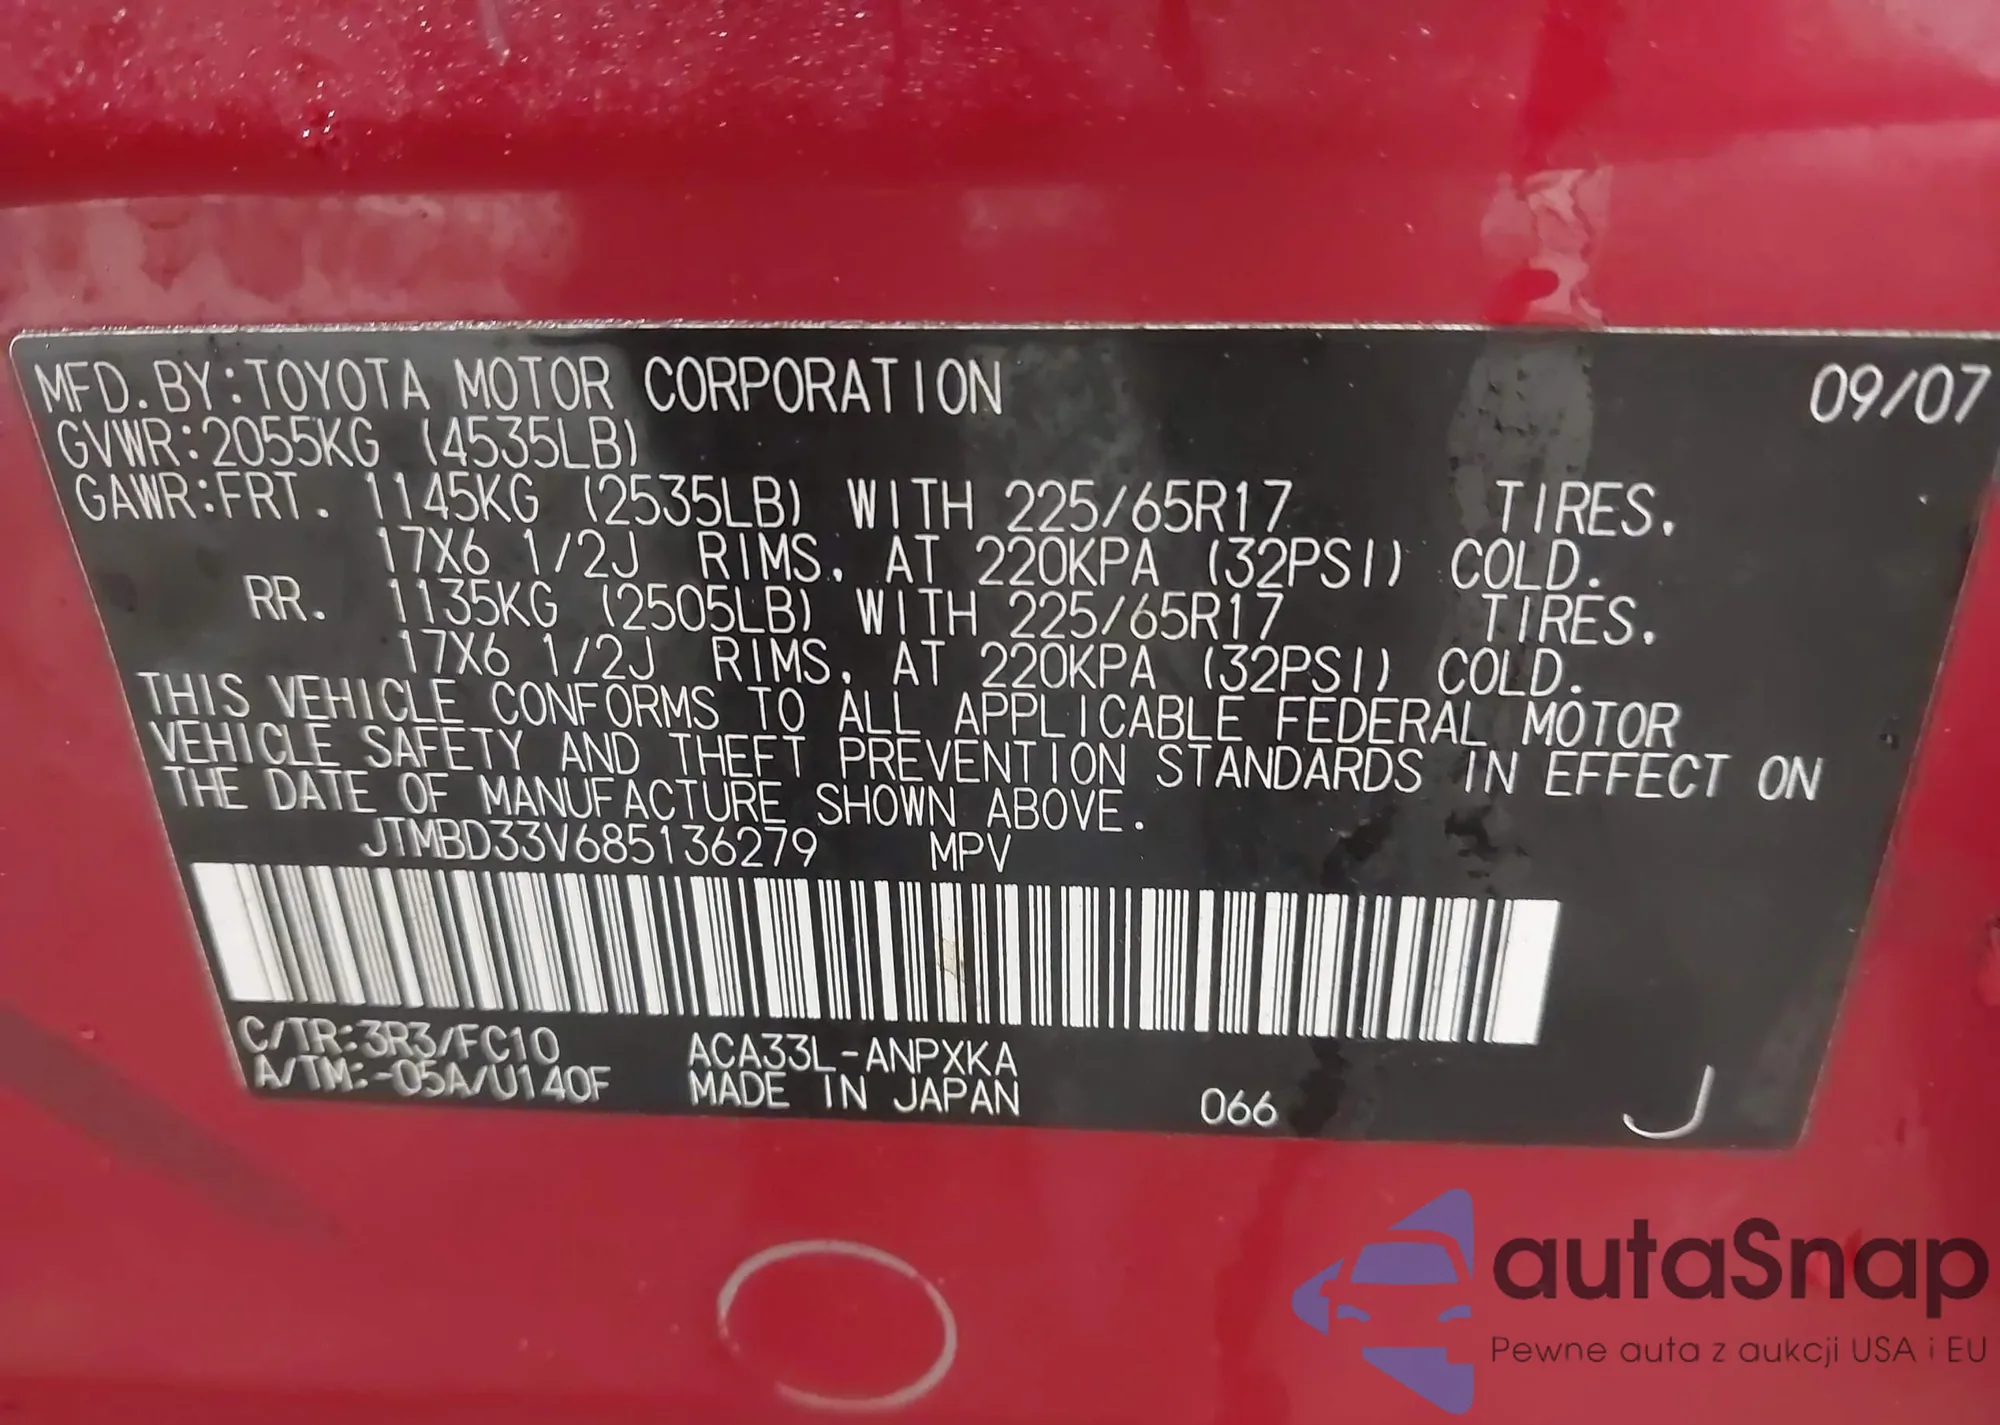 MFD. BY: TOYOTA MOTOR CORPORATION 09/07
GVWR: 2055KG (4535LB)
GAWR: FRT. 1145KG (2535LB) WITH 225/65R17 TIRES.
17X6 1/2J RIMS, AT 220KPA (32PSI) COLD.
RR. 1135KG (2505LB) WITH 225/65R17 TIRES.
17X6 1/2J RIMS, AT 220KPA (32PSI) COLD.
THIS VEHICLE CONFORMS TO ALL APPLICABLE FEDERAL MOTOR
VEHICLE SAFETY AND THEFT PREVENTION STANDARDS IN EFFECT ON
THE DATE OF MANUFACTURE SHOWN ABOVE.
JTMBD33V685136279 MPV
C/TR: 3R3/FC10 ACA33L-ANPXKA
A/TM: -05A/U140F MADE IN JAPAN 066 J
autaSnap
Pewne auta z aukcji USA i EU